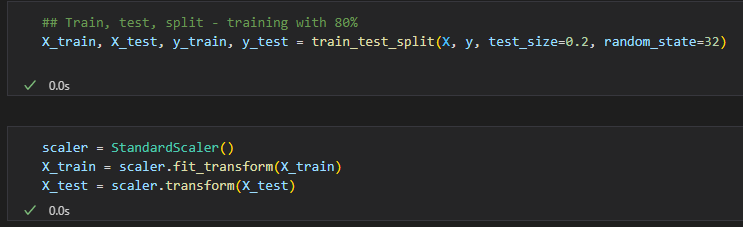 ## Train, test, split - training with 80%
X_train, X_test, y_train, y_test = train_test_split(X, y, test_size=0.2, random_state=32)
0.0s
scaler = StandardScaler()
X_train = scaler.fit_transform(X_train)
X_test = scaler.transform(X_test)
0.0s